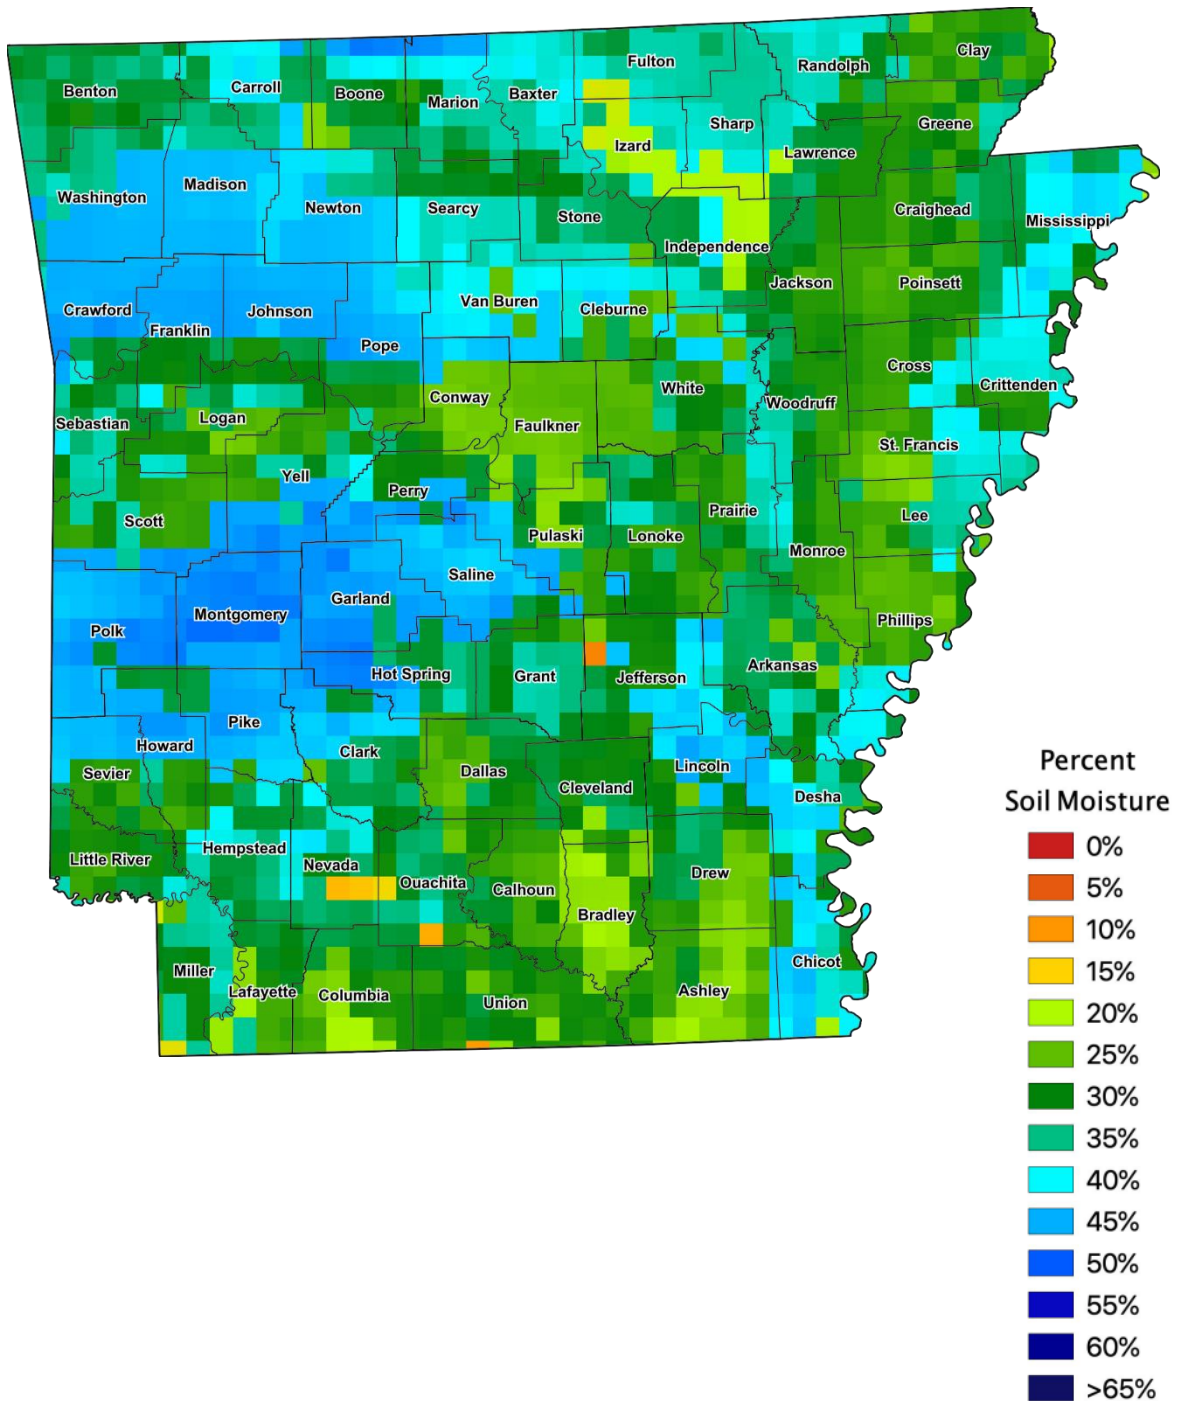 Clay
Fulton
Randolph
Benton
Carroll
Boone
Marion
Baxter
Sharp
Greene
Izard
Lawrence
Washington
Madison
Newton
Searcy
Stone
Craighead
Mississippi
Independence
Crawford
Franklin
Johnson
Van Buren
Cleburne
Jackson
Poinsett
Pope
Cross
Crittenden
Conway
White
Woodruff
Sebastian
Logan
Faulkner
St. Francis
Yell
Perry
Scott
Pulaski
Lonoke
Prairie
Lee
Monroe
Saline
Garland
Montgomery
Polk
Phillips
Hot Spring
Grant
Jefferson
Arkansas
Pike
Howard
Clark
Lincoln
Sevier
Dallas
Cleveland
Desha
Little River
Hempstead
Nevada
Ouachita
Calhoun
Drew
Bradley
Miller
Lafayette
Columbia
Union
Ashley
Chicot
Percent
Soil Moisture
0%
5%
10%
15%
20%
25%
30%
35%
40%
45%
50%
55%
60%
>65%